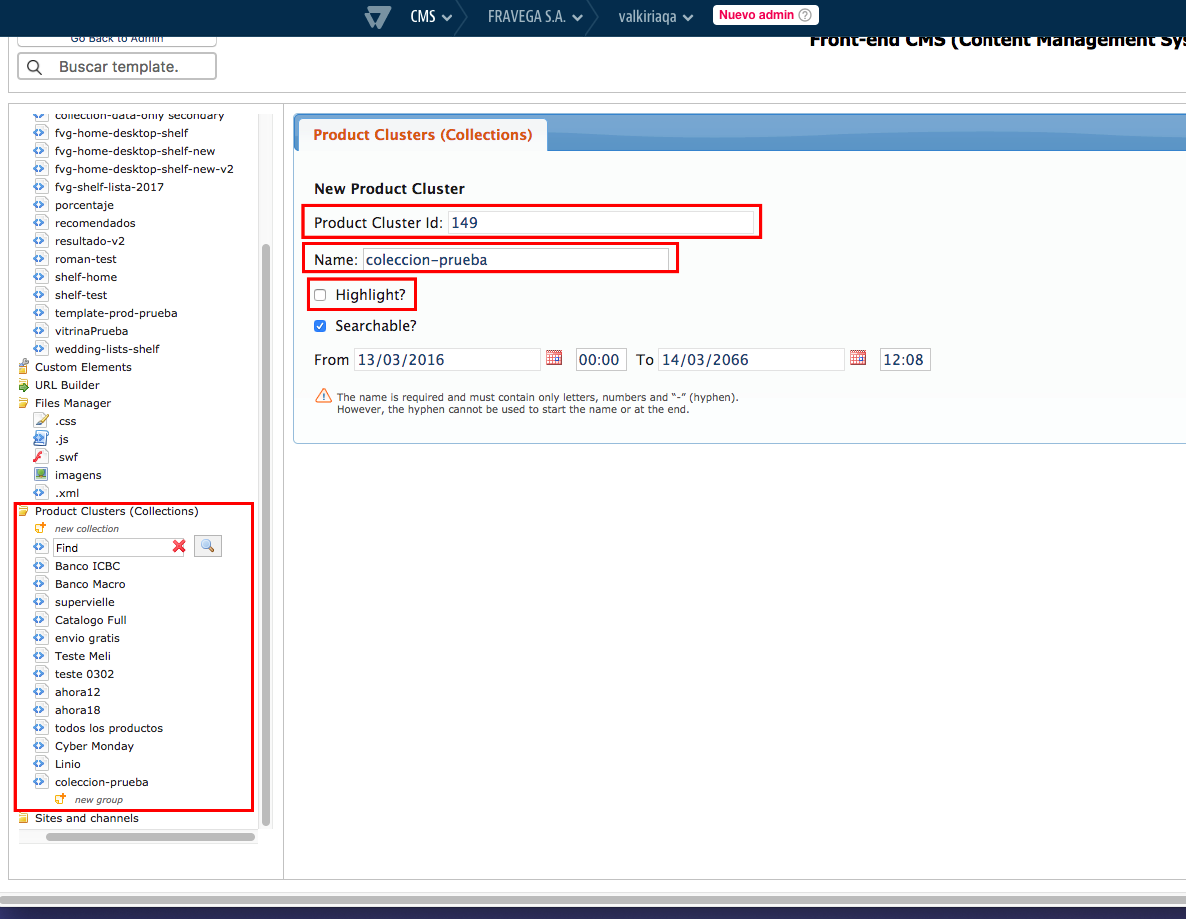 CMS FRAVEGA S.A. valkiriaqa Nuevo admin ?
Go Back to Admin
Front-end CMS (Content Management Sys
Buscar template.
collection-data-only secondary
fvg-home-desktop-shelf
fvg-home-desktop-shelf-new
fvg-home-desktop-shelf-new-v2
fvg-shelf-lista-2017
porcentaje
recomendados
resultado-v2
roman-test
shelf-home
shelf-test
template-prod-prueba
vitrinaPrueba
wedding-lists-shelf
Custom Elements
URL Builder
Files Manager
.css
.js
.swf
imagens
.xml
Product Clusters (Collections)
new collection
Find
Banco ICBC
Banco Macro
supervielle
Catalogo Full
envio gratis
Teste Meli
teste 0302
ahora12
ahora18
todos los productos
Cyber Monday
Linio
coleccion-prueba
new group
Sites and channels
Product Clusters (Collections)
New Product Cluster
Product Cluster Id: 149
Name: coleccion-prueba
Highlight?
Searchable?
From 13/03/2016 00:00 To 14/03/2066 12:08
The name is required and must contain only letters, numbers and “-” (hyphen).
However, the hyphen cannot be used to start the name or at the end.